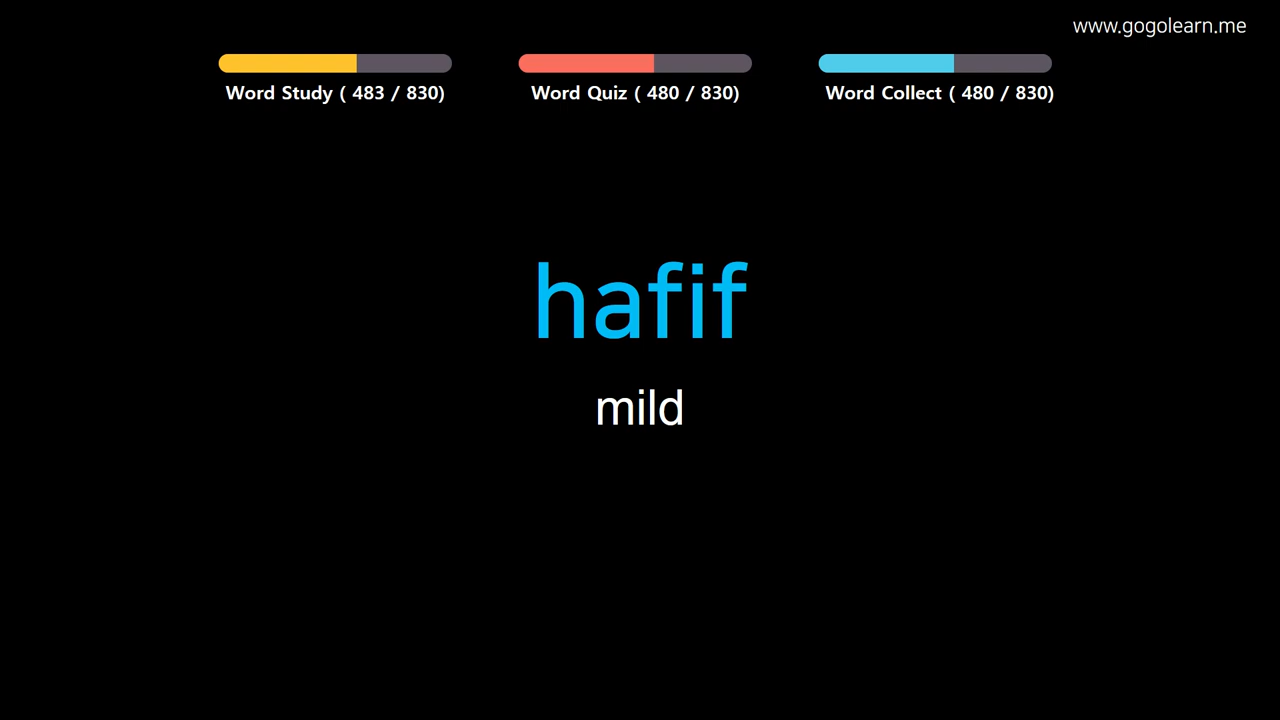 www.gogolearn.me
Word Study ( 483 / 830)
Word Quiz ( 480 / 830)
Word Collect ( 480 / 830)
hafif
mild